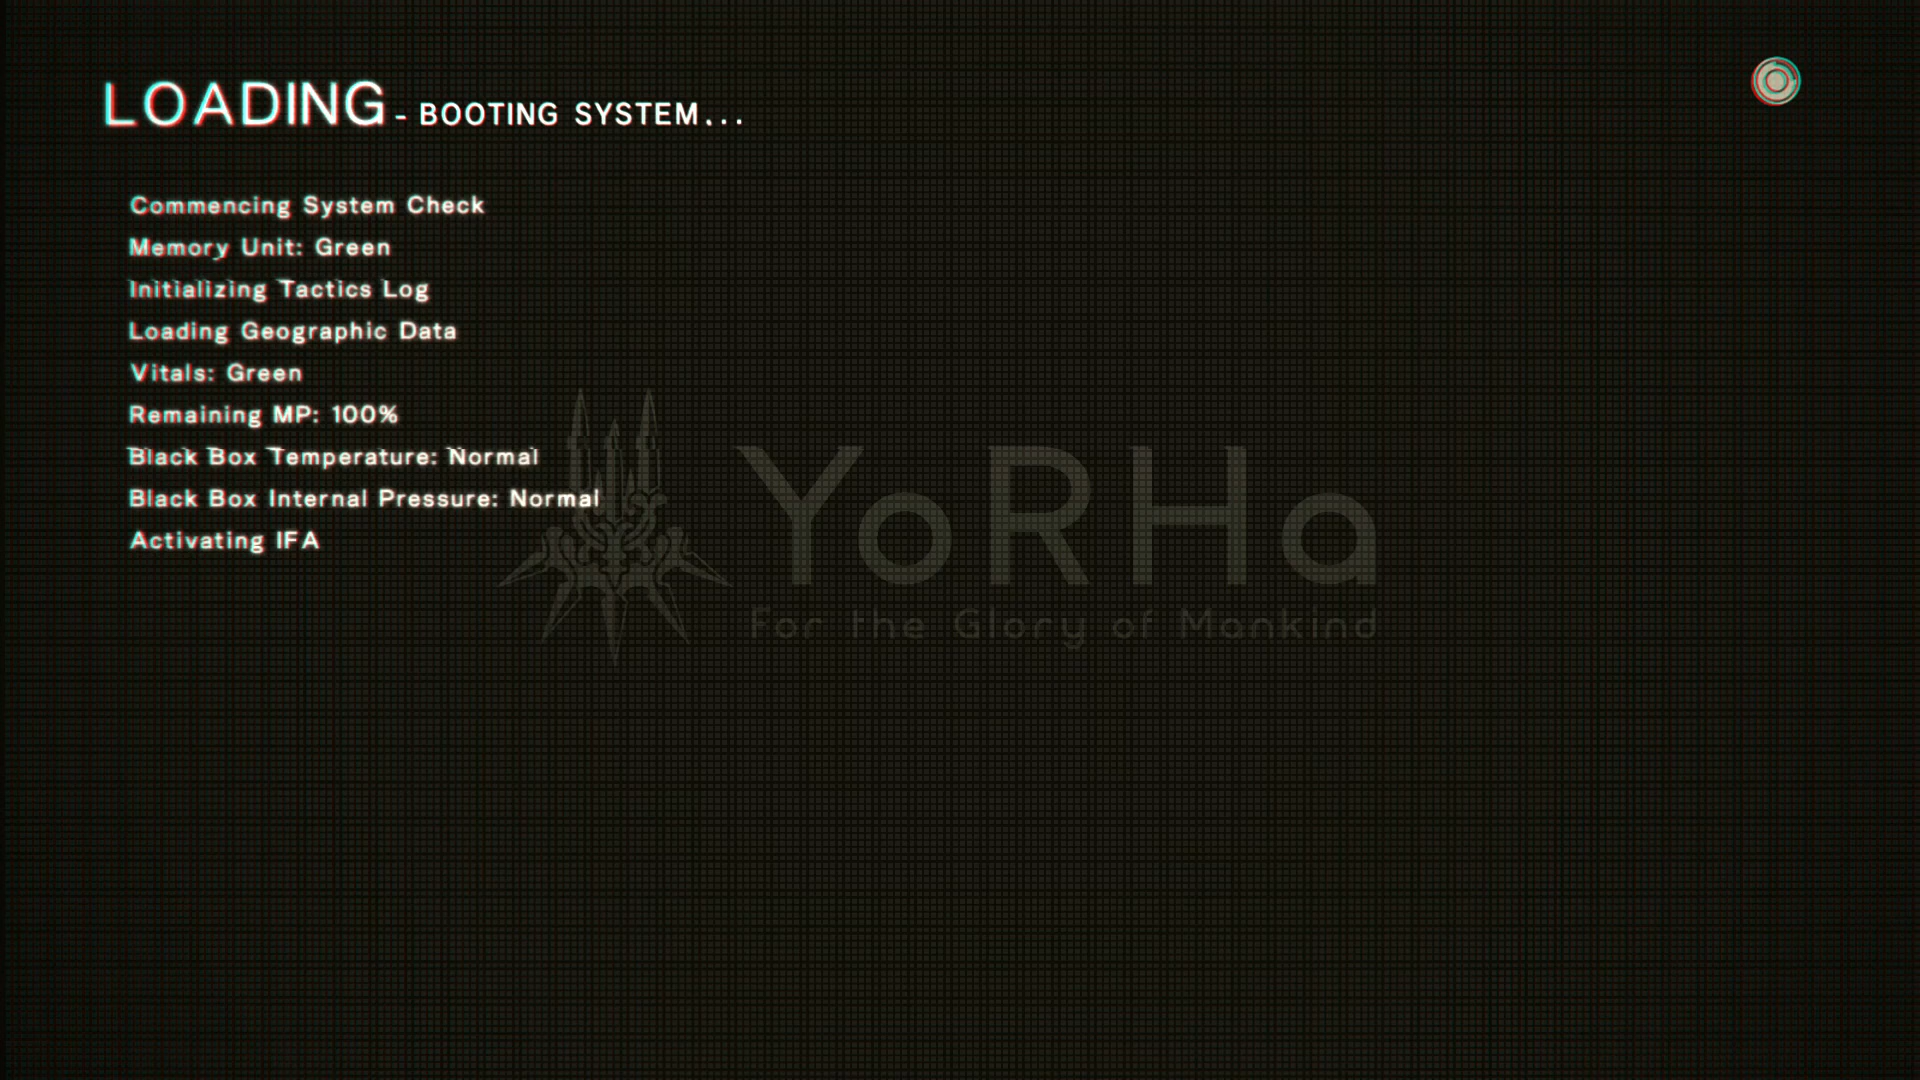 LOADING - BOOTING SYSTEM...
Commencing System Check
Memory Unit: Green
Initializing Tactics Log
Loading Geographic Data
Vitals: Green
Remaining MP: 100%
Black Box Temperature: Normal
Black Box Internal Pressure: Normal
Activating IFA
YoRHa
For the Glory of Mankind